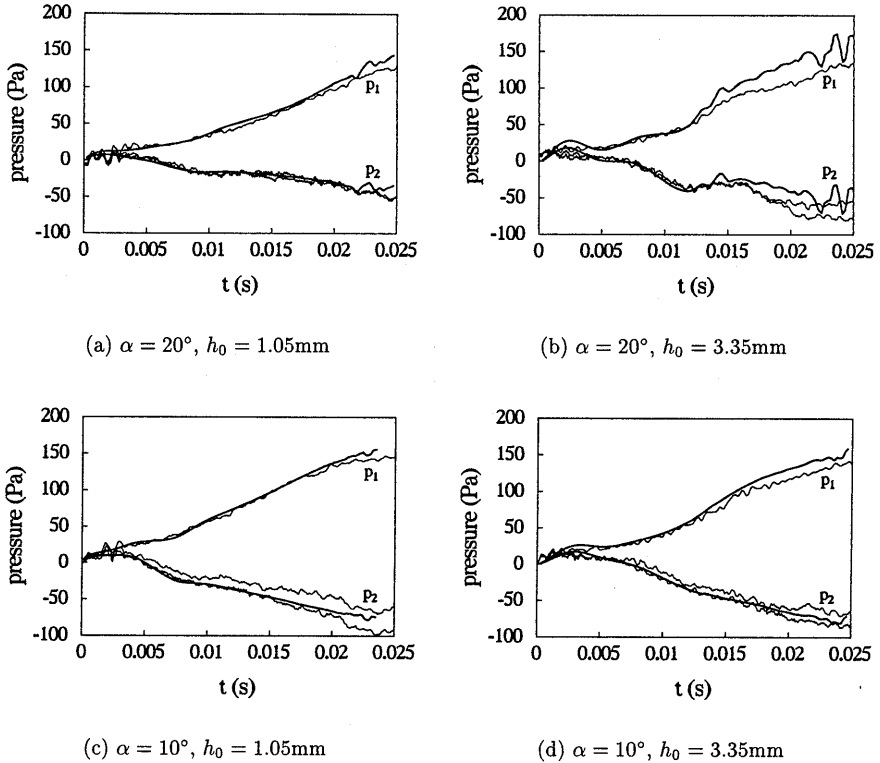 200
150
100
50
0
-50
-100
pressure (Pa)
p1
p2
0 0.005 0.01 0.015 0.02 0.025
t (s)
(a) α = 20°, h₀ = 1.05mm
200
150
100
50
0
-50
-100
pressure (Pa)
p1
p2
0 0.005 0.01 0.015 0.02 0.025
t (s)
(b) α = 20°, h₀ = 3.35mm
200
150
100
50
0
-50
-100
pressure (Pa)
p1
p2
0 0.005 0.01 0.015 0.02 0.025
t (s)
(c) α = 10°, h₀ = 1.05mm
200
150
100
50
0
-50
-100
pressure (Pa)
p1
p2
0 0.005 0.01 0.015 0.02 0.025
t (s)
(d) α = 10°, h₀ = 3.35mm